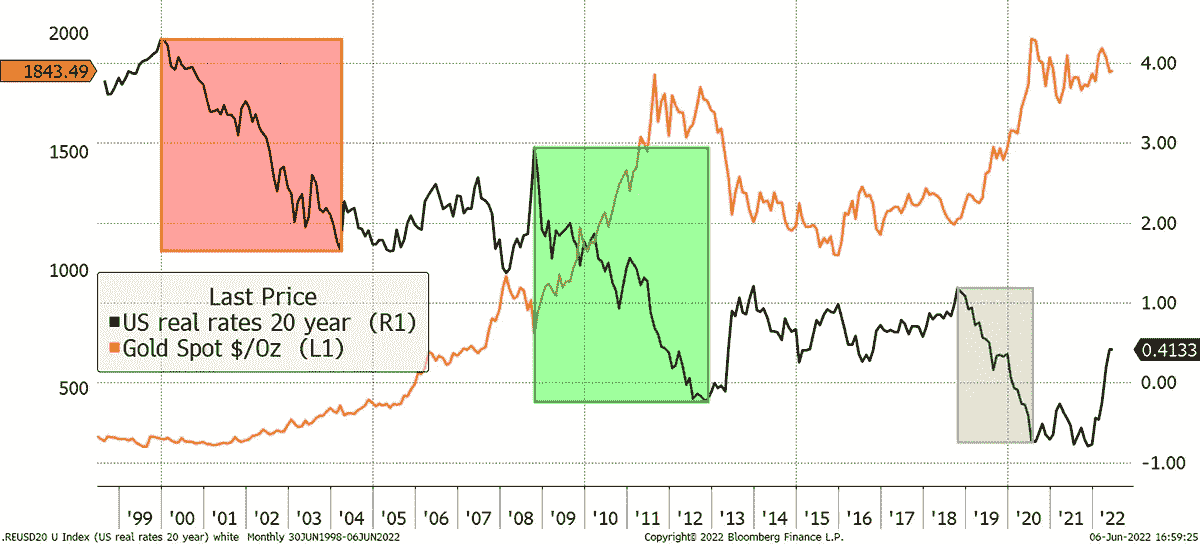 2000
1843.49
1500
1000
500
4.00
3.00
2.00
1.00
0.4133
0.00
-1.00
Last Price
US real rates 20 year (R1)
Gold Spot $/Oz (L1)
'99 '00 '01 '02 '03 '04 '05 '06 '07 '08 '09 '10 '11 '12 '13 '14 '15 '16 '17 '18 '19 '20 '21 '22
.REUSD20 U Index (US real rates 20 year) white Monthly 30JUN1998-06JUN2022 Copyright© 2022 Bloomberg Finance L.P. 06-Jun-2022 16:59:25